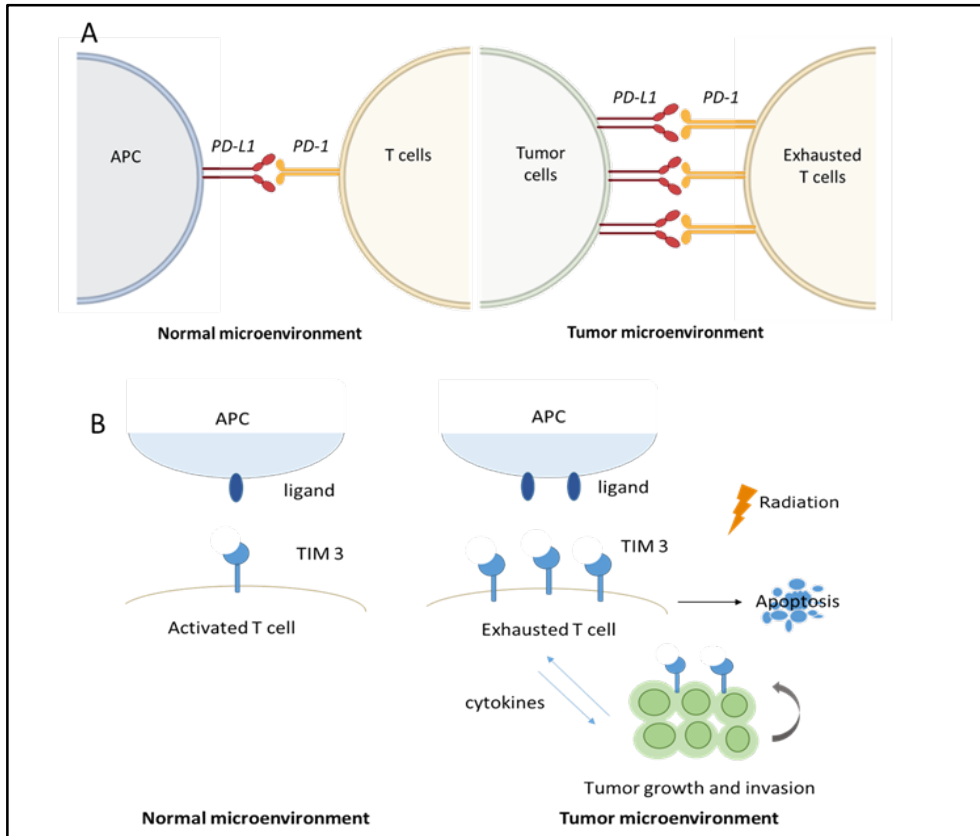 A
PD-L1
PD-1
APC
T cells
PD-L1
PD-1
Tumor
cells
Exhausted
T cells
Normal microenvironment
Tumor microenvironment
B
APC
ligand
TIM 3
Activated T cell
APC
ligand
TIM 3
Exhausted T cell
Radiation
Apoptosis
cytokines
Tumor growth and invasion
Normal microenvironment
Tumor microenvironment